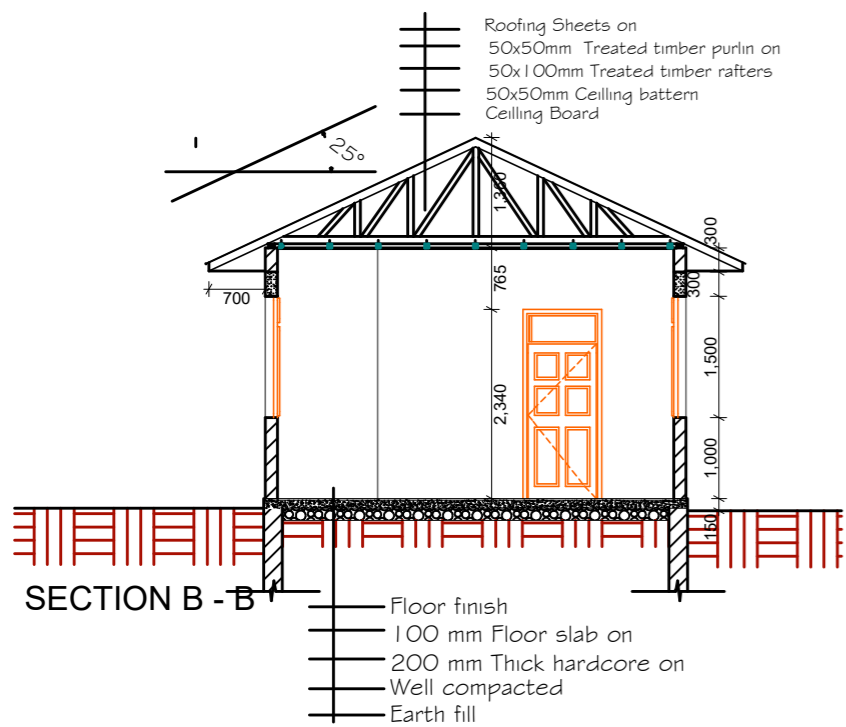 Roofing Sheets on
50x50mm Treated timber purlin on
50x100mm Treated timber rafters
50x50mm Ceilling battern
Ceilling Board
25°
1,360
300
765
300
700
1,500
2,340
1,000
150
SECTION B - B
Floor finish
100 mm Floor slab on
200 mm Thick hardcore on
Well compacted
Earth fill